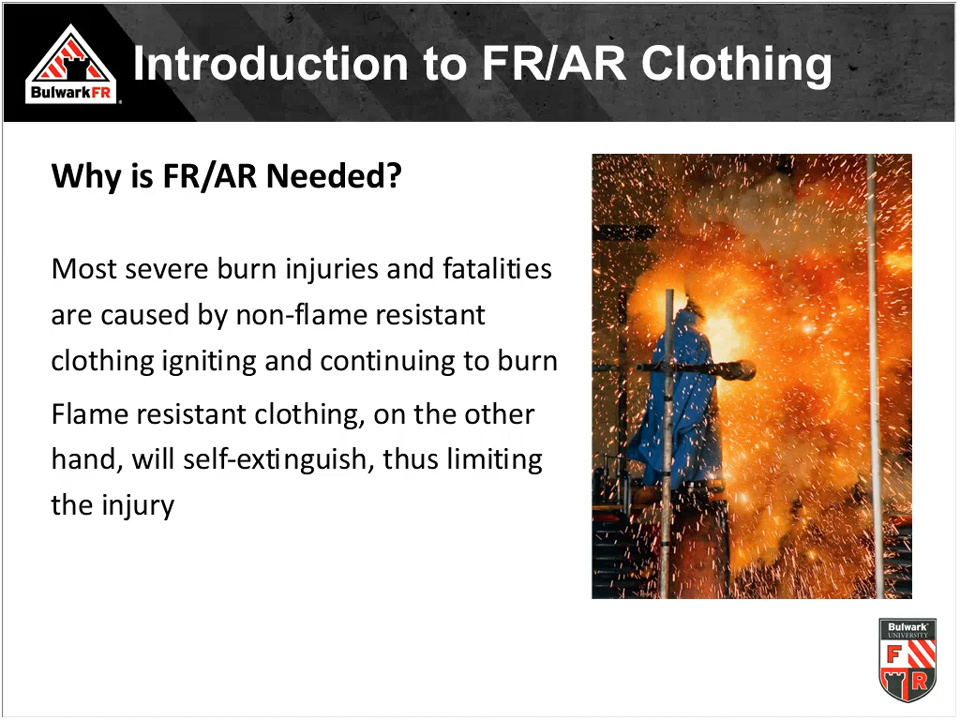 Introduction to FR/AR Clothing
BulwarkFR
Why is FR/AR Needed?
Most severe burn injuries and fatalities
are caused by non-flame resistant
clothing igniting and continuing to burn
Flame resistant clothing, on the other
hand, will self-extinguish, thus limiting
the injury
Bulwark
UNIVERSITY
F
R